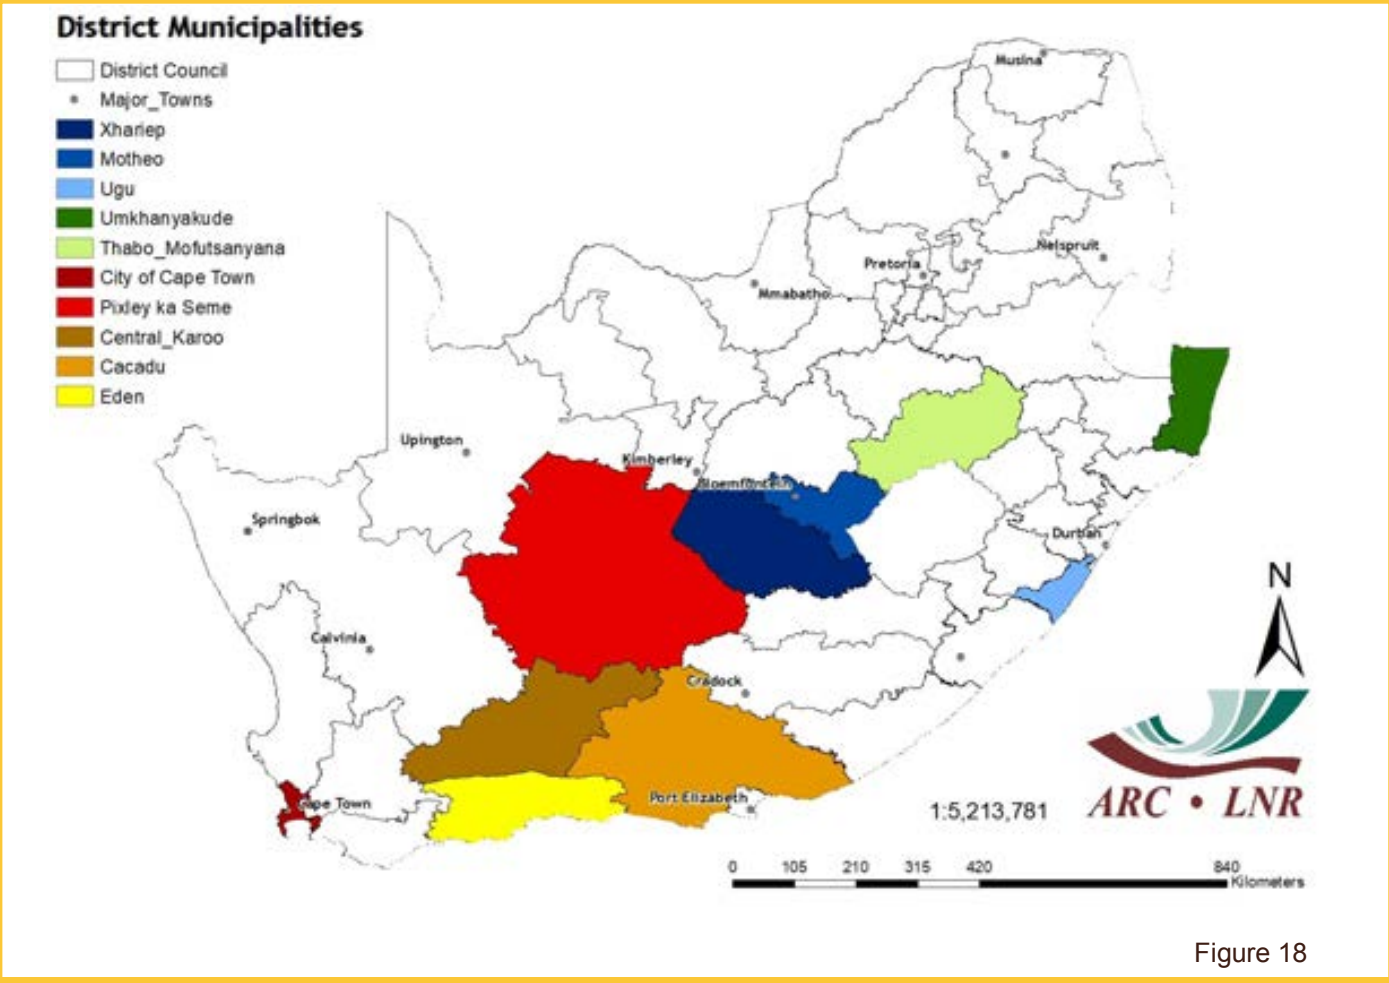 District Municipalities
District Council
Major_Towns
Xhariep
Motheo
Ugu
Umkhanyakude
Thabo_Mofutsanyana
City of Cape Town
Pixley ka Seme
Central_Karoo
Cacadu
Eden
Musina
Nelspruit
Pretoria
Mmabatho
Upington
Kimberley
Bloemfontein
Springbok
Durban
N
Calvinia
Cradock
Cape Town
Port Elizabeth
1:5,213,781
ARC • LNR
0 105 210 315 420 840
Kilometers
Figure 18